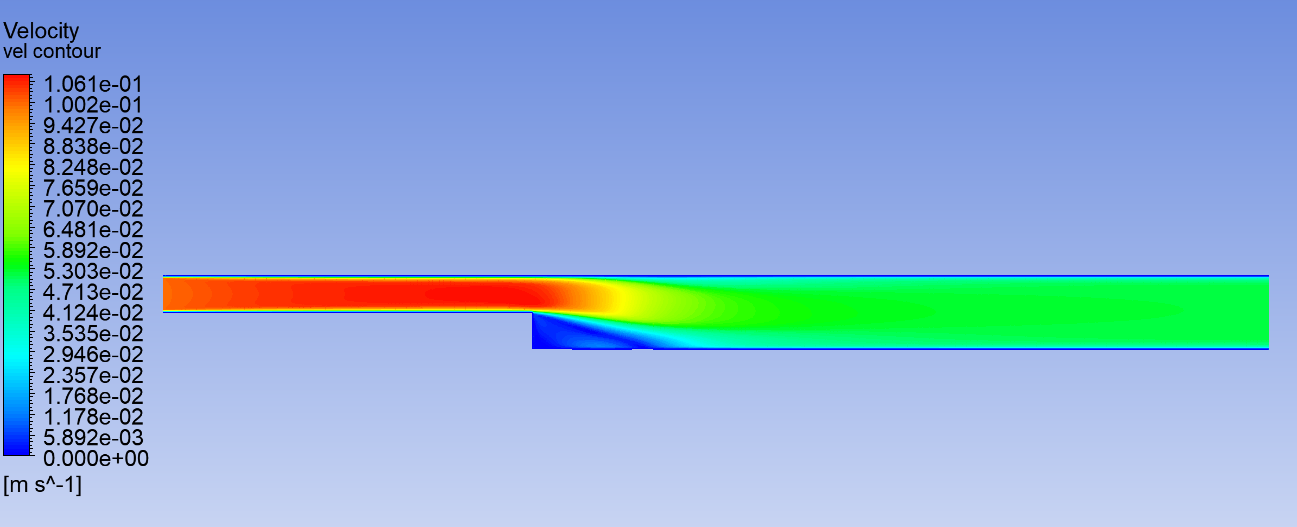 Velocity
vel contour
1.061e-01
1.002e-01
9.427e-02
8.838e-02
8.248e-02
7.659e-02
7.070e-02
6.481e-02
5.892e-02
5.303e-02
4.713e-02
4.124e-02
3.535e-02
2.946e-02
2.357e-02
1.768e-02
1.178e-02
5.892e-03
0.000e+00
[m s^-1]